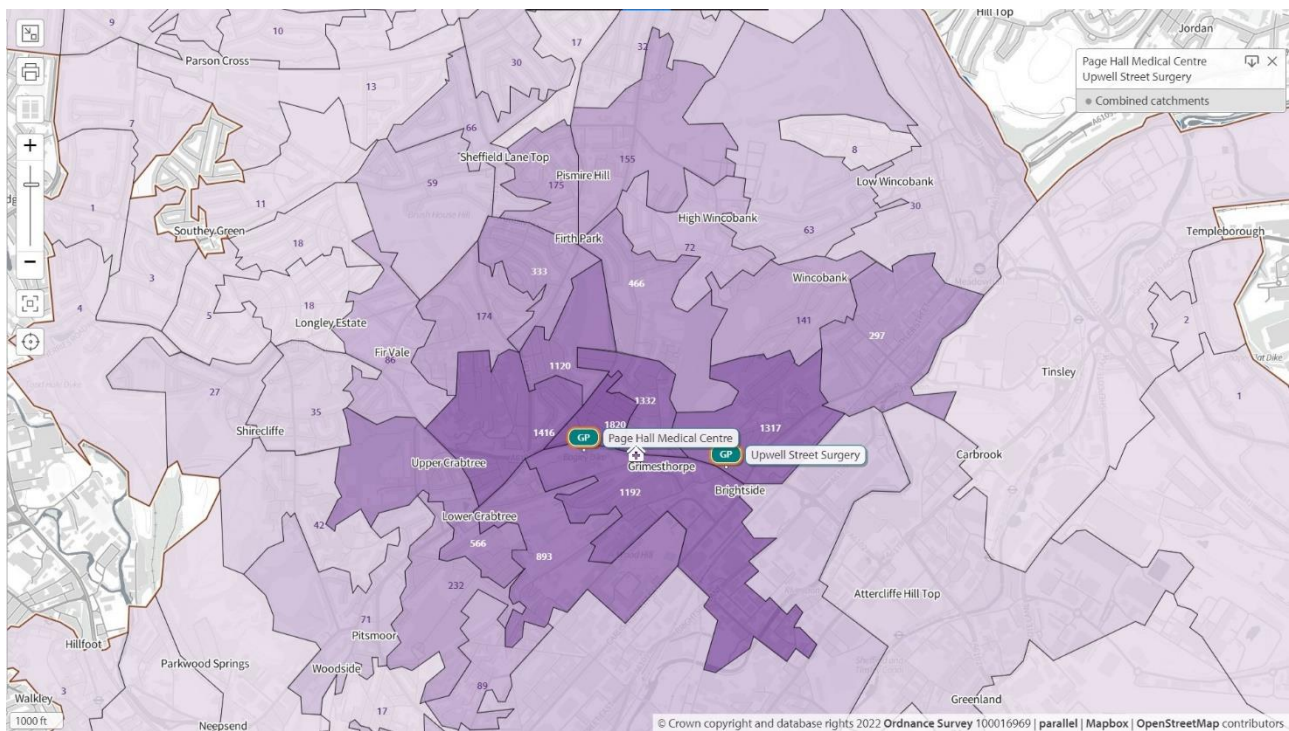 Hill Top
9
10
17
32
Jordan
Parson Cross
30
Page Hall Medical Centre
Upwell Street Surgery
Combined catchments
13
7
66
Sheffield Lane Top
155
8
59
175
Pismire Hill
Low Wincobank
30
1
11
High Wincobank
63
Southey Green
18
Firth Park
72
Templeborough
3
333
466
Wincobank
4
5
18
174
141
1
2
Longley Estate
297
Fir Vale
86
1120
Tinsley
27
35
1332
1
Shirecliffe
1416
1820
1317
GP
Page Hall Medical Centre
GP
Upwell Street Surgery
Upper Crabtree
Grimesthorpe
Carbrook
1192
Brightside
Lower Crabtree
42
566
893
232
Attercliffe Hill Top
71
Pitsmoor
Hillfoot
Parkwood Springs
Woodside
89
3
Walkley
17
Greenland
1000 ft
Neepsend
© Crown copyright and database rights 2022 Ordnance Survey 100016969 | parallel | Mapbox | OpenStreetMap contributors